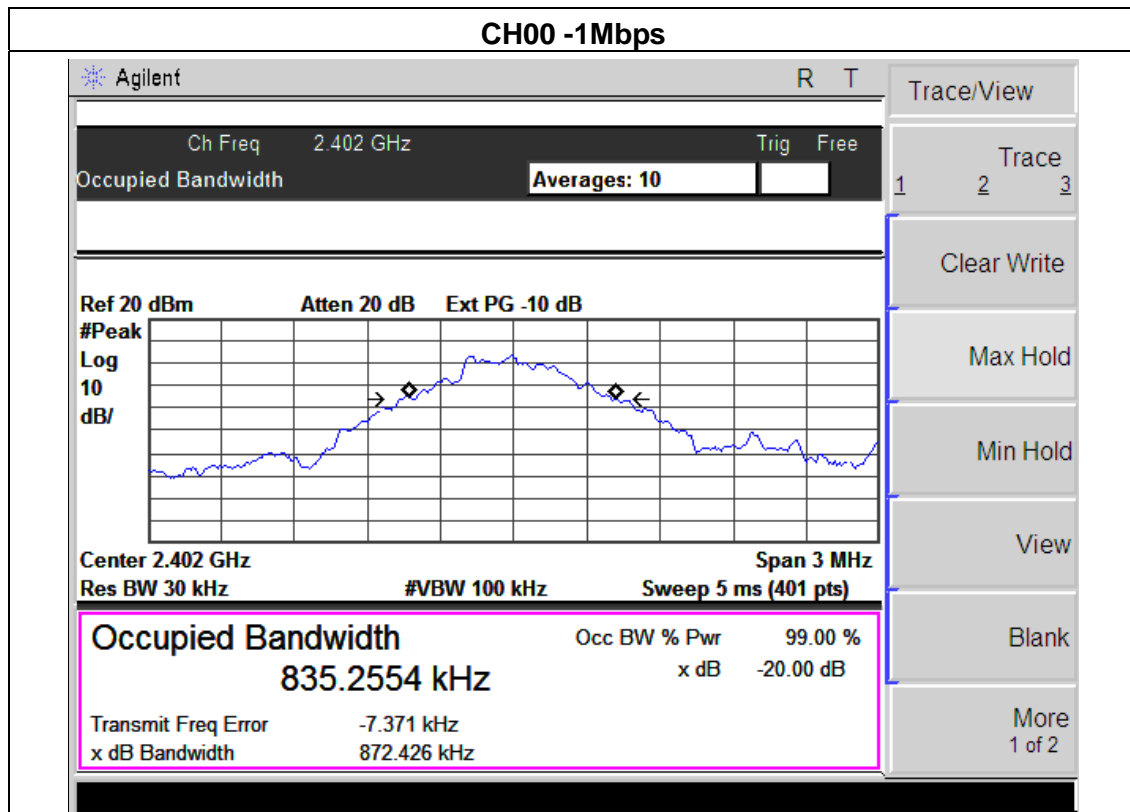 CH00 -1Mbps
Agilent R T
Ch Freq 2.402 GHz Trig Free
Occupied Bandwidth Averages: 10
Ref 20 dBm Atten 20 dB Ext PG -10 dB
#Peak
Log
10
dB/
Center 2.402 GHz Span 3 MHz
Res BW 30 kHz #VBW 100 kHz Sweep 5 ms (401 pts)
Occupied Bandwidth Occ BW % Pwr 99.00 %
835.2554 kHz x dB -20.00 dB
Transmit Freq Error -7.371 kHz
x dB Bandwidth 872.426 kHz
Trace/View
Trace
1 2 3
Clear Write
Max Hold
Min Hold
View
Blank
More
1 of 2